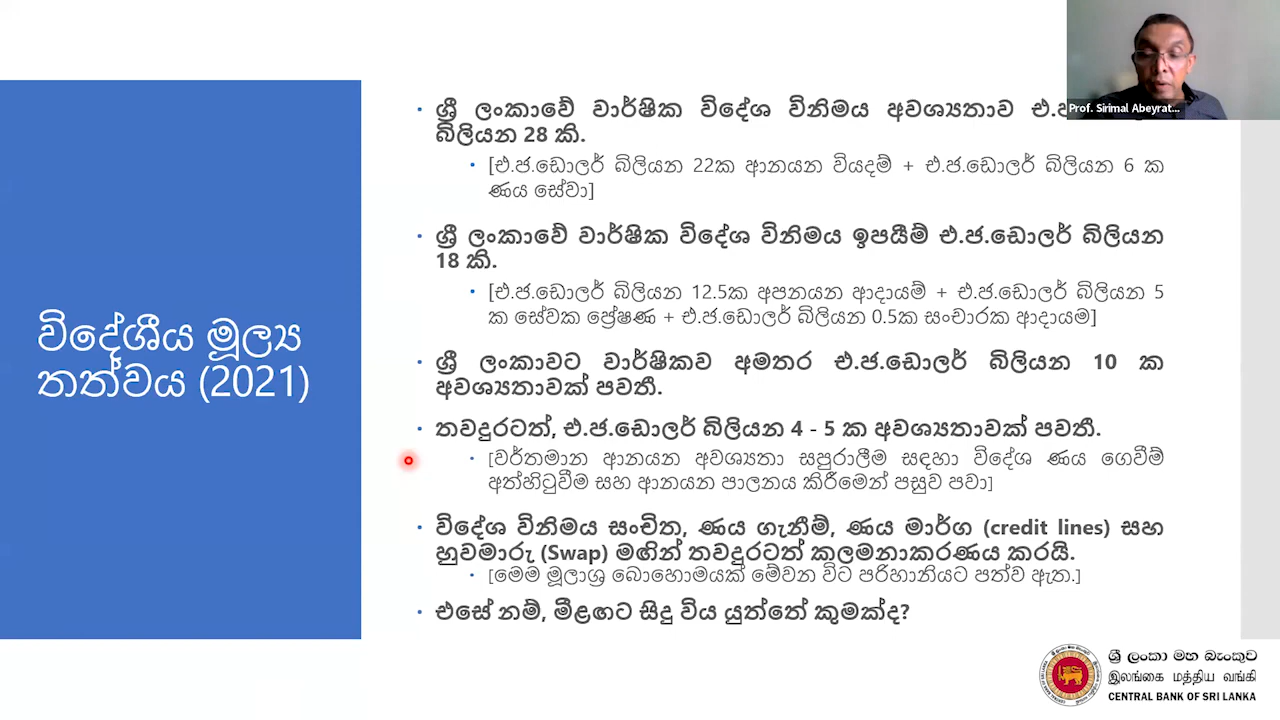 Prof. Sirimal Abeyrat...
විදේශීය මූල්‍ය
තත්වය (2021)
• ශ්‍රී ලංකාවේ වාර්ෂික විදේශ විනිමය අවශ්‍යතාව
බිලියන 28 කි.
• [එ.ජ.ඩොලර් බිලියන 22ක ආනයන වියදම් + එ.ජ.ඩොලර් බිලියන 6 ක
ණය සේවා]
• ශ්‍රී ලංකාවේ වාර්ෂික විදේශ විනිමය ඉපයීම් එ.ජ.ඩොලර් බිලියන
18 කි.
• [එ.ජ.ඩොලර් බිලියන 12.5ක අපනයන ආදායම් + එ.ජ.ඩොලර් බිලියන 5
ක සේවක ප්‍රේෂණ + එ.ජ.ඩොලර් බිලියන 0.5ක සංචාරක ආදායම]
• ශ්‍රී ලංකාවට වාර්ෂිකව අමතර එ.ජ.ඩොලර් බිලියන 10 ක
අවශ්‍යතාවක් පවතී.
• තවදුරටත්, එ.ජ.ඩොලර් බිලියන 4 - 5 ක අවශ්‍යතාවක් පවතී.
• [වර්තමාන ආනයන අවශ්‍යතා සපුරාලීම සඳහා විදේශ ණය ගෙවීම්
අත්හිටුවීම සහ ආනයන පාලනය කිරීමෙන් පසුව පවා]
• විදේශ විනිමය සංචිත, ණය ගැනීම්, ණය මාර්ග (credit lines) සහ
හුවමාරු (Swap) මඟින් තවදුරටත් කලමනාකරණය කරයි.
• [මෙම මූලාශ්‍ර බොහොමයක් මේවන විට පරිහානියට පත්ව ඇත.]
• එසේ නම්, මීළඟට සිදු විය යුත්තේ කුමක්ද?
ශ්‍රී ලංකා මහ බැංකුව
இலங்கை மத்திய வங்கி
CENTRAL BANK OF SRI LANKA